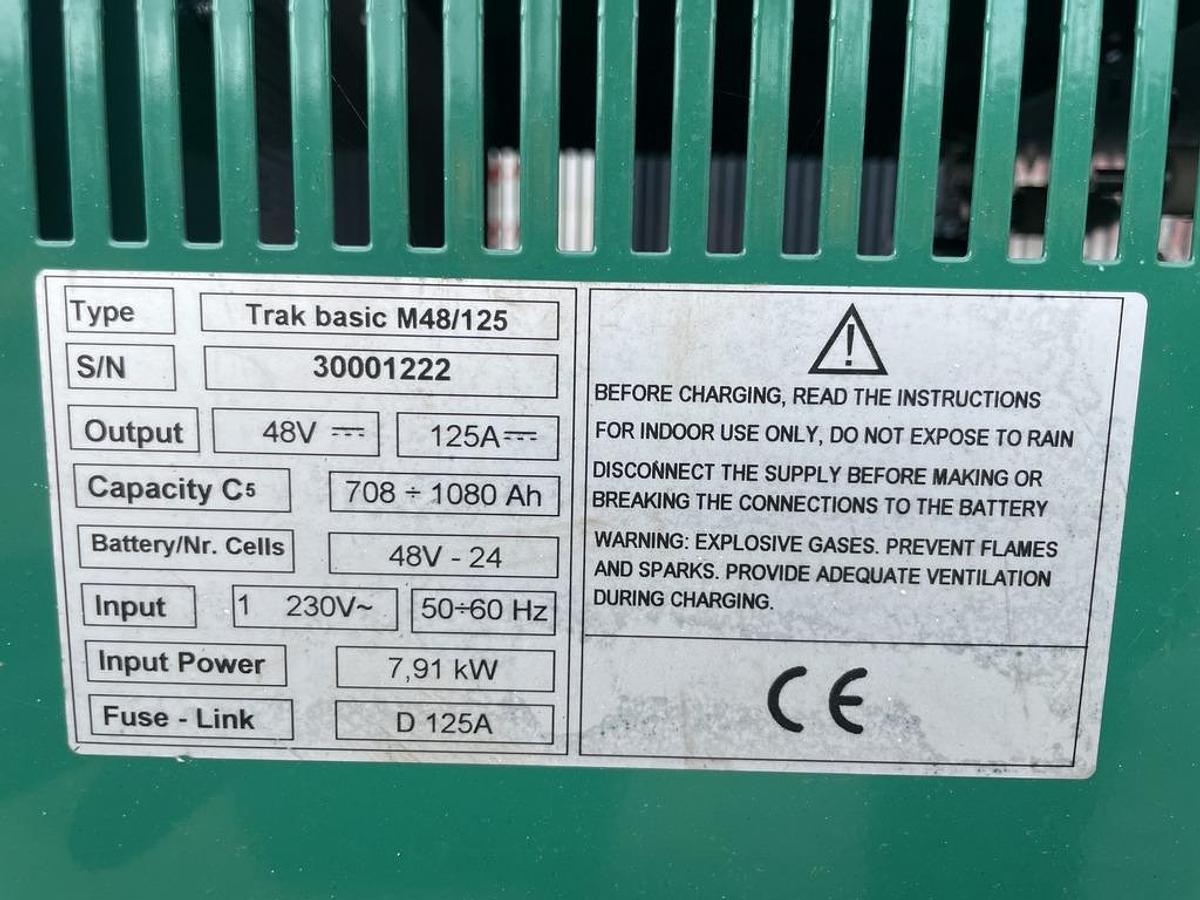 Type Trak basic M48/125
S/N 30001222
Output 48V ⎓ 125A ⎓
Capacity C5 708 ÷ 1080 Ah
Battery/Nr. Cells 48V - 24
Input 1 230V~ 50÷60 Hz
Input Power 7,91 kW
Fuse - Link D 125A
BEFORE CHARGING, READ THE INSTRUCTIONS
FOR INDOOR USE ONLY, DO NOT EXPOSE TO RAIN
DISCONNECT THE SUPPLY BEFORE MAKING OR
BREAKING THE CONNECTIONS TO THE BATTERY
WARNING: EXPLOSIVE GASES. PREVENT FLAMES
AND SPARKS. PROVIDE ADEQUATE VENTILATION
DURING CHARGING.
CE